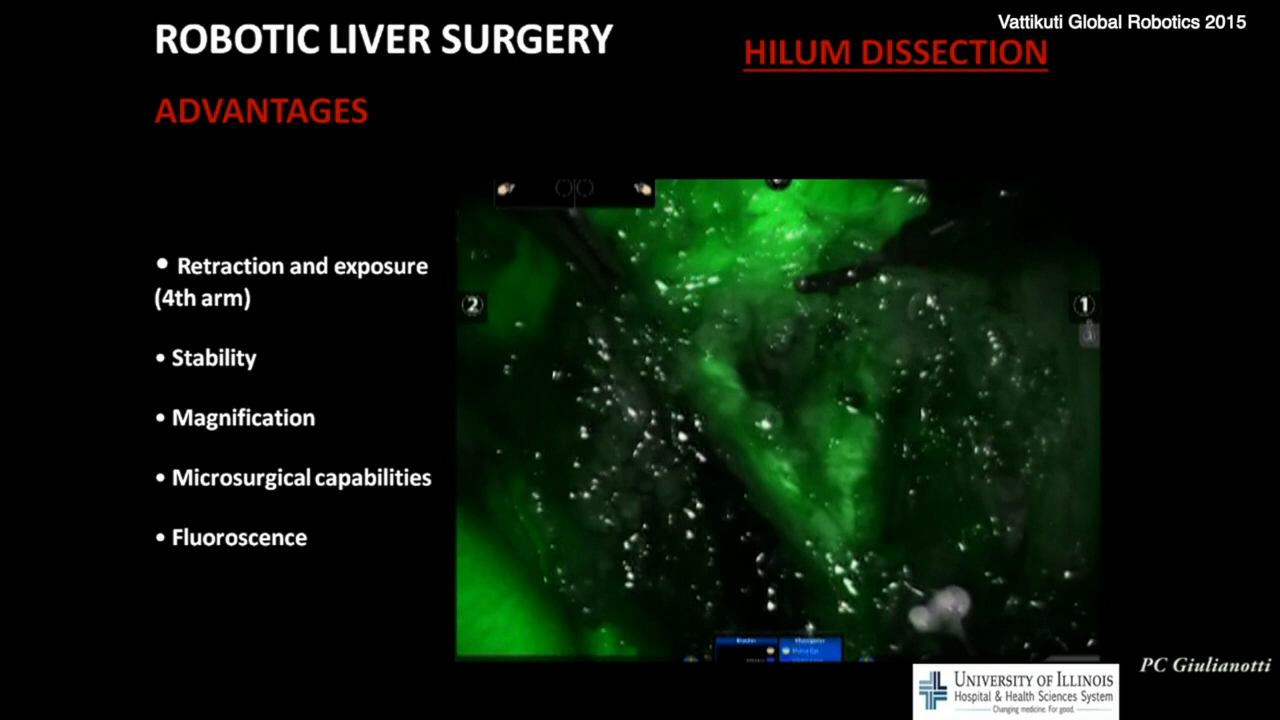 Vattikuti Global Robotics 2015
ROBOTIC LIVER SURGERY
HILUM DISSECTION
ADVANTAGES
• Retraction and exposure
(4th arm)
• Stability
• Magnification
• Microsurgical capabilities
• Fluoroscence
2
1
UNIVERSITY OF ILLINOIS
Hospital & Health Sciences System
Changing medicine. For good.
PC Giulianotti